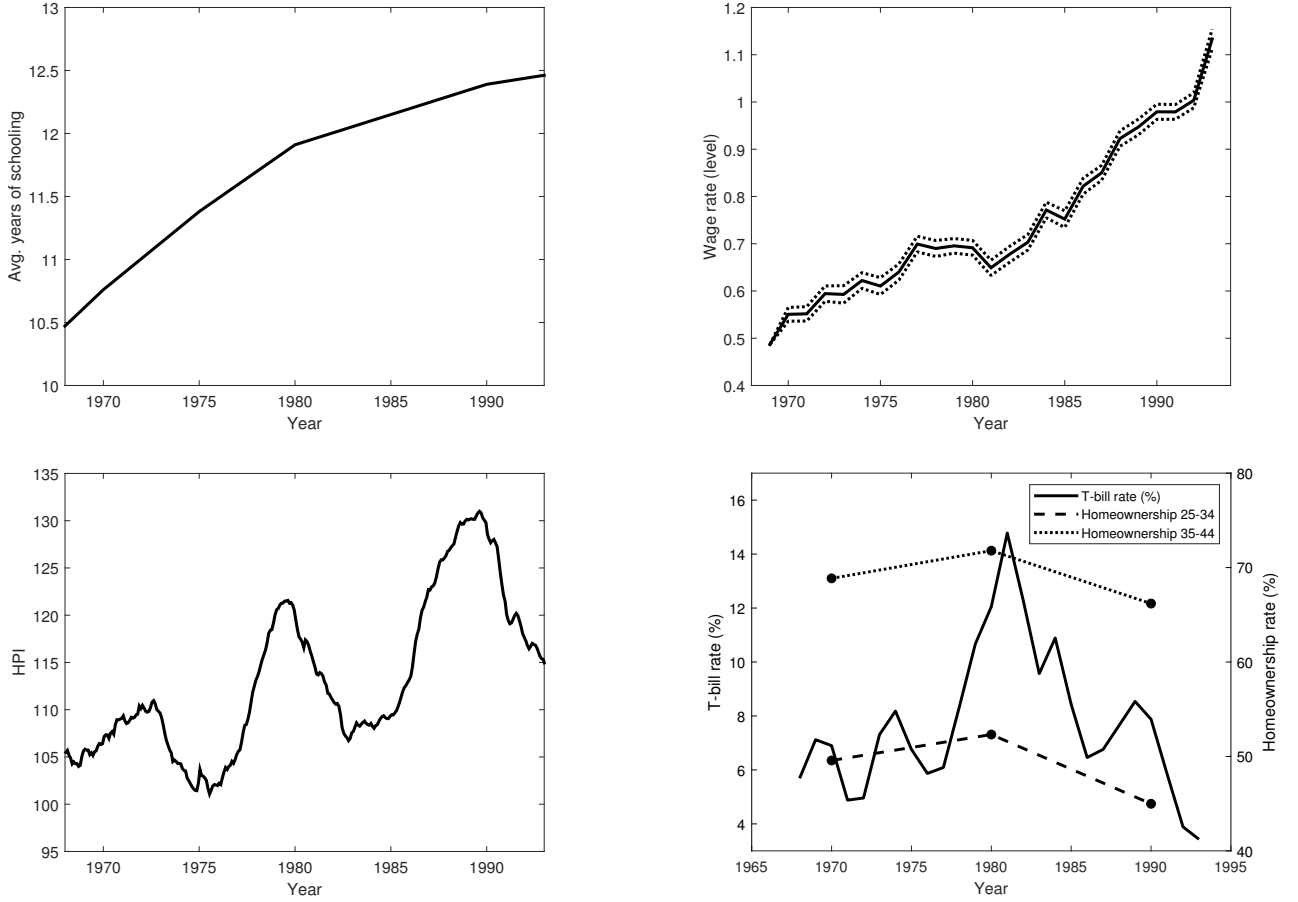 13
12.5
12
11.5
11
10.5
10
Avg. years of schooling
1970 1975 1980 1985 1990
Year
1.2
1.1
1
0.9
0.8
0.7
0.6
0.5
0.4
Wage rate (level)
1970 1975 1980 1985 1990
Year
135
130
125
120
115
110
105
100
95
HPI
1970 1975 1980 1985 1990
Year
16
14
12
10
8
6
4
T-bill rate (%)
T-bill rate (%)
Homeownership 25-34
Homeownership 35-44
80
70
60
50
40
Homeownership rate (%)
1965 1970 1975 1980 1985 1990 1995
Year